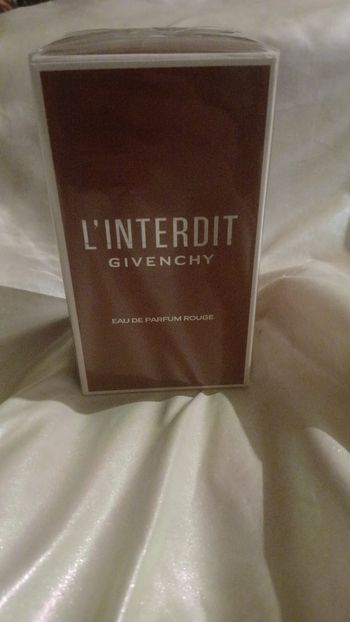 L'INTERDIT
GIVENCHY
EAU DE PARFUM ROUGE